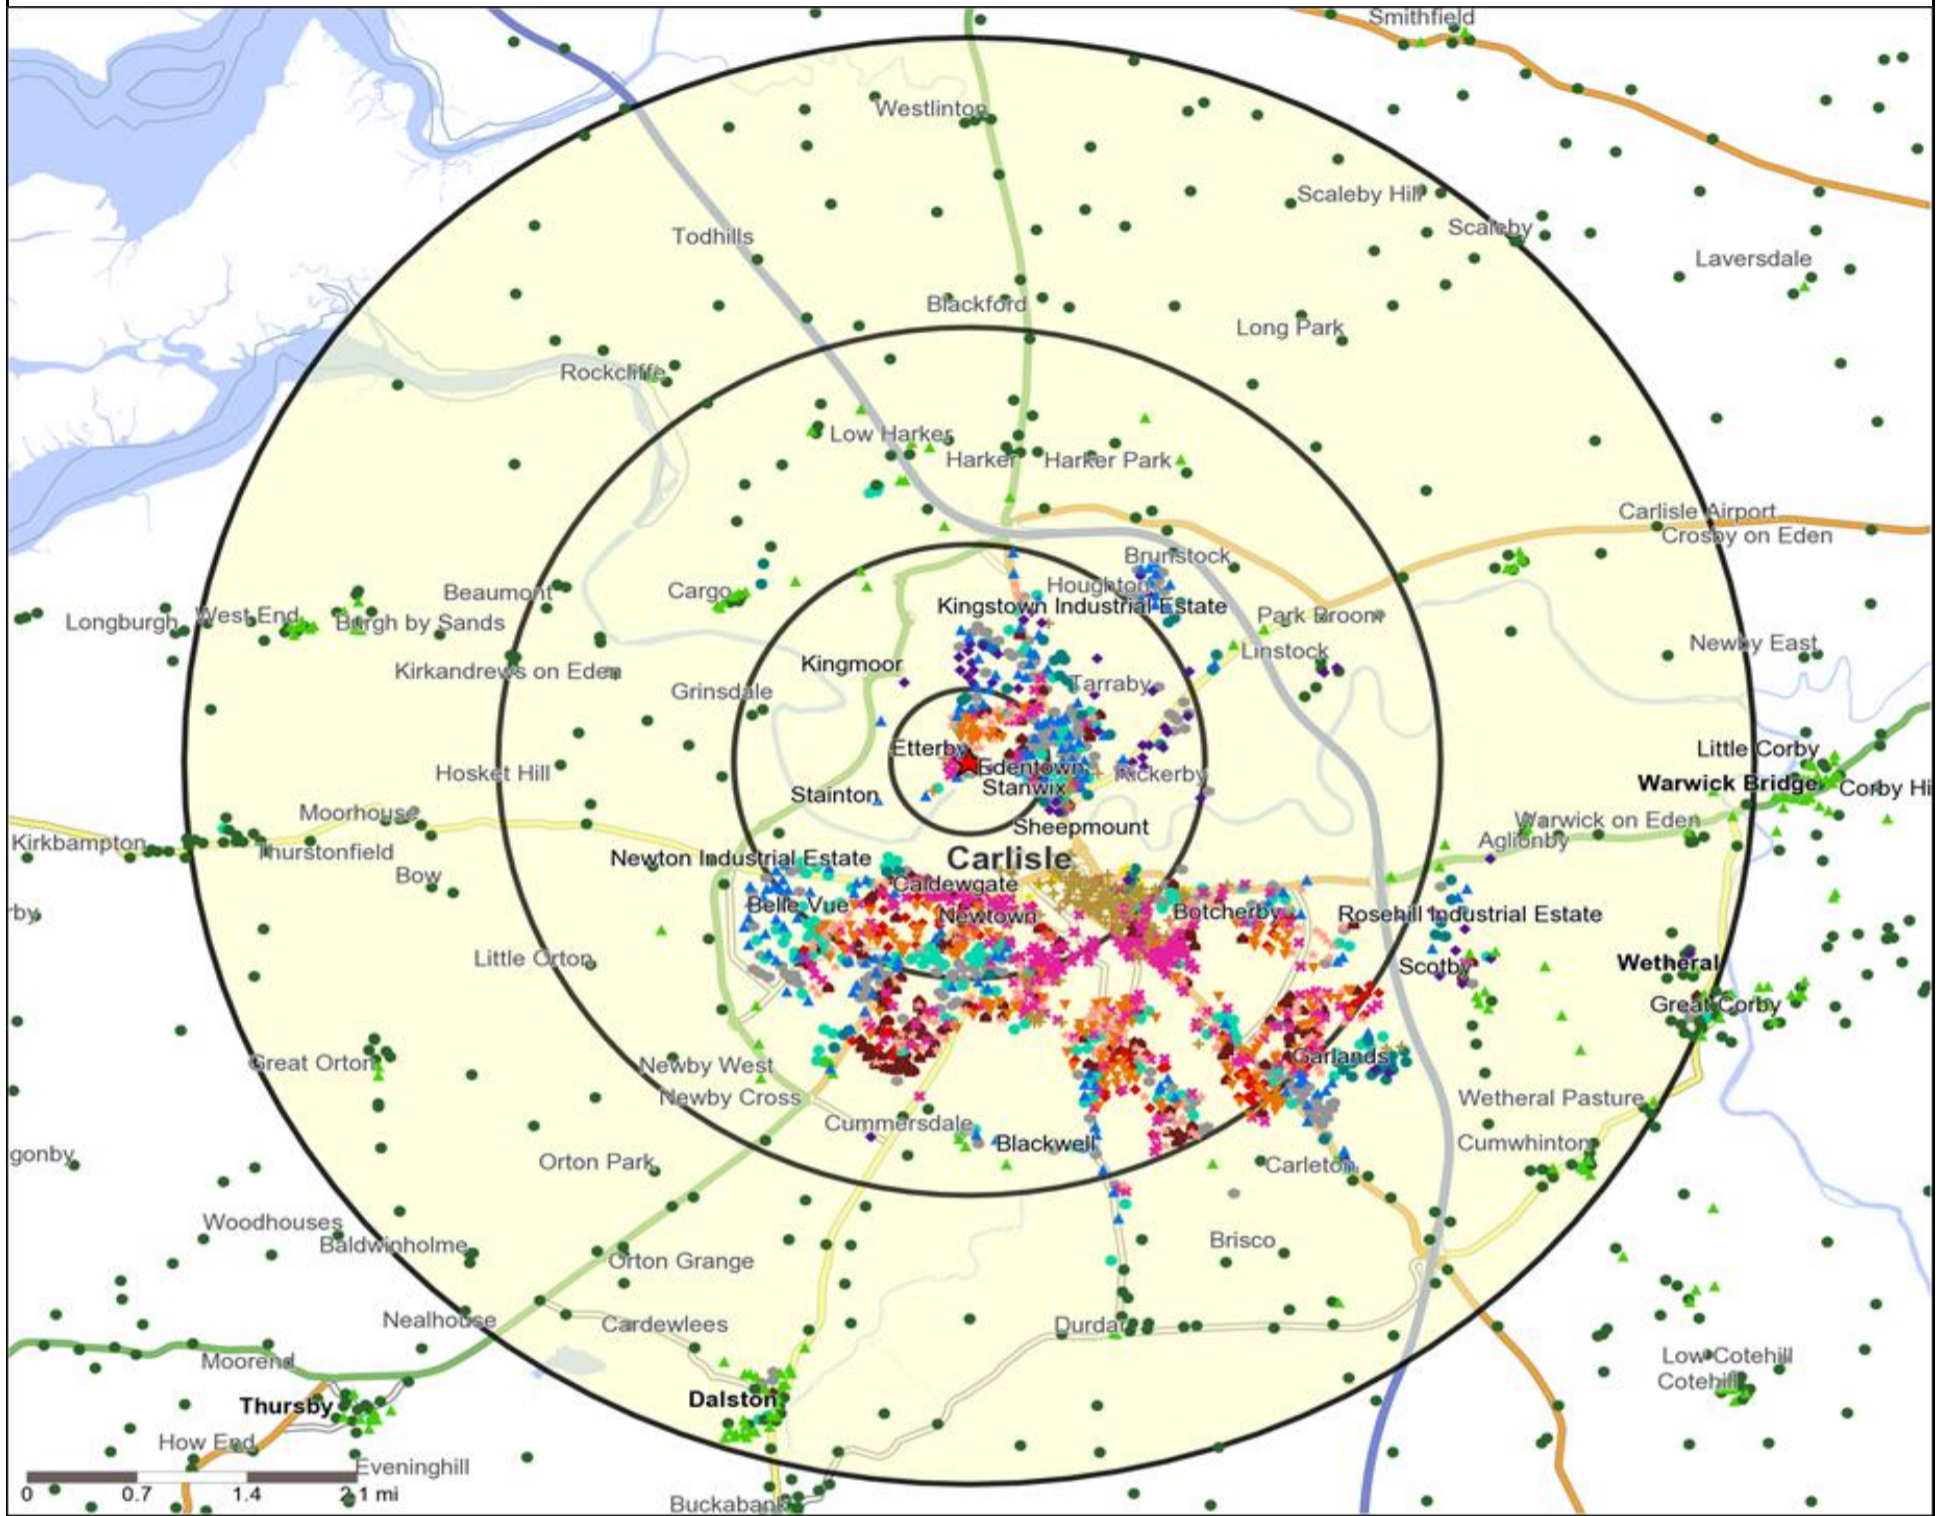 Smithfield
Westlinton
Scaleby Hill
Scaleby
Todhills
Laversdale
Blackford
Long Park
Rockcliffe
Low Harker
Harker
Harker Park
Carlisle Airport
Crosby on Eden
Brunstock
Houghton
Beaumont
Cargo
Kingstown Industrial Estate
Longburgh
West End
Burgh by Sands
Park Broom
Newby East
Linstock
Kirkandrews on Eden
Kingmoor
Grinsdale
Tarraby
Etterby
Little Corby
Edentown
Hosket Hill
Rickerby
Warwick Bridge
Corby Hi
Stanwix
Stainton
Moorhouse
Warwick on Eden
Sheepmount
Kirkbampton
Aglionby
Thurstonfield
Newton Industrial Estate
Carlisle
Bow
Caldewgate
Belle Vue
Newtown
Botcherby
Rosehill Industrial Estate
rby
Little Orton
Scotby
Wetheral
Great Corby
Great Orton
Newby West
Garlands
Newby Cross
Wetheral Pasture
Cummersdale
Blackwell
Cumwhinton
gonby
Orton Park
Carleton
Woodhouses
Baldwinholme
Brisco
Orton Grange
Nealhouse
Cardewlees
Durdar
Moorend
Low Cotehill
Cotehill
Dalston
Thursby
How End
Eveninghill
0 0.7 1.4 2.1 mi
Buckabank